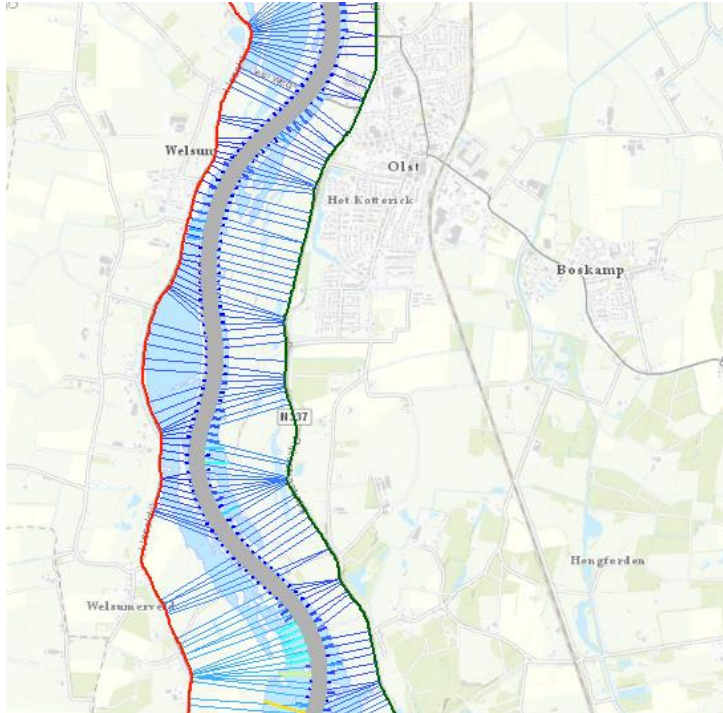 Welsum
Olst
Het Kotterick
Boskamp
N337
Hengforden
Welsumerveld